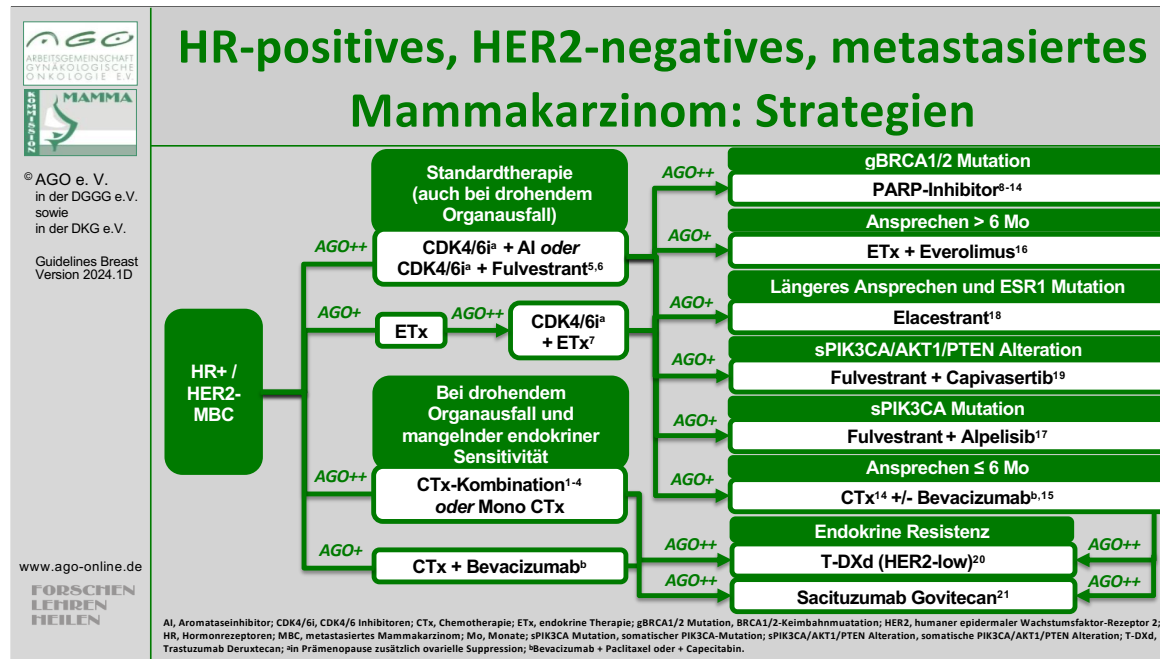 AGO
ARBEITSGEMEINSCHAFT
GYNÄKOLOGISCHE
ONKOLOGIE E.V.
KOMMISSION
MAMMA
© AGO e. V.
in der DGGG e.V.
sowie
in der DKG e.V.
Guidelines Breast
Version 2024.1D
www.ago-online.de
FORSCHEN
LEHREN
HEILEN
HR-positives, HER2-negatives, metastasiertes
Mammakarzinom: Strategien
HR+ /
HER2-
MBC
AGO++
Standardtherapie
(auch bei drohendem
Organausfall)
CDK4/6iᵃ + AI oder
CDK4/6iᵃ + Fulvestrant⁵,⁶
AGO+
ETx
AGO++
CDK4/6iᵃ
+ ETx⁷
AGO++
Bei drohendem
Organausfall und
mangelnder endokriner
Sensitivität
CTx-Kombination¹⁻⁴
oder Mono CTx
AGO+
CTx + Bevacizumabᵇ
AGO++
gBRCA1/2 Mutation
PARP-Inhibitor⁸⁻¹⁴
AGO+
Ansprechen > 6 Mo
ETx + Everolimus¹⁶
AGO+
Längeres Ansprechen und ESR1 Mutation
Elacestrant¹⁸
AGO+
sPIK3CA/AKT1/PTEN Alteration
Fulvestrant + Capivasertib¹⁹
AGO+
sPIK3CA Mutation
Fulvestrant + Alpelisib¹⁷
AGO+
Ansprechen ≤ 6 Mo
CTx¹⁴ +/- Bevacizumabᵇ,¹⁵
Endokrine Resistenz
AGO++
T-DXd (HER2-low)²⁰
AGO++
AGO++
Sacituzumab Govitecan²¹
AGO++
AI, Aromataseinhibitor; CDK4/6i, CDK4/6 Inhibitoren; CTx, Chemotherapie; ETx, endokrine Therapie; gBRCA1/2 Mutation, BRCA1/2-Keimbahnmuatation; HER2, humaner epidermaler Wachstumsfaktor-Rezeptor 2;
HR, Hormonrezeptoren; MBC, metastasiertes Mammakarzinom; Mo, Monate; sPIK3CA Mutation, somatischer PIK3CA-Mutation; sPIK3CA/AKT1/PTEN Alteration, somatische PIK3CA/AKT1/PTEN Alteration; T-DXd,
Trastuzumab Deruxtecan; ᵃin Prämenopause zusätzlich ovarielle Suppression; ᵇBevacizumab + Paclitaxel oder + Capecitabin.